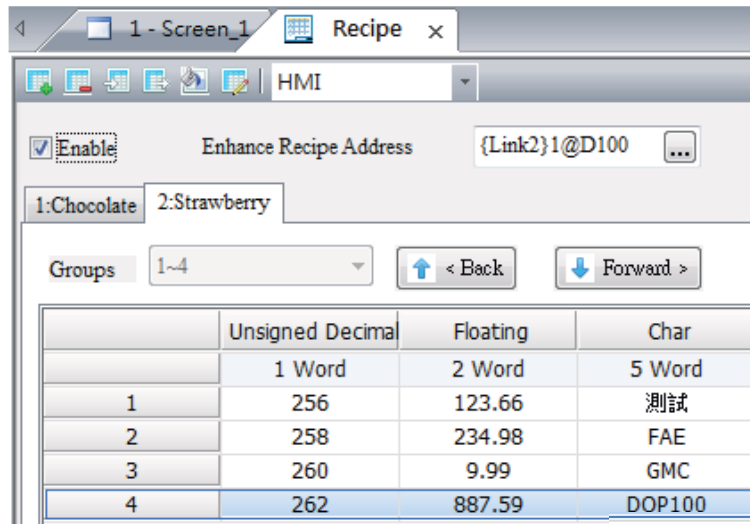 1 - Screen_1 Recipe
HMI
Enable Enhance Recipe Address {Link2}1@D100 ...
1:Chocolate 2:Strawberry
Groups 1~4 < Back Forward >
Unsigned Decimal Floating Char
1 Word 2 Word 5 Word
1 256 123.66 測試
2 258 234.98 FAE
3 260 9.99 GMC
4 262 887.59 DOP100